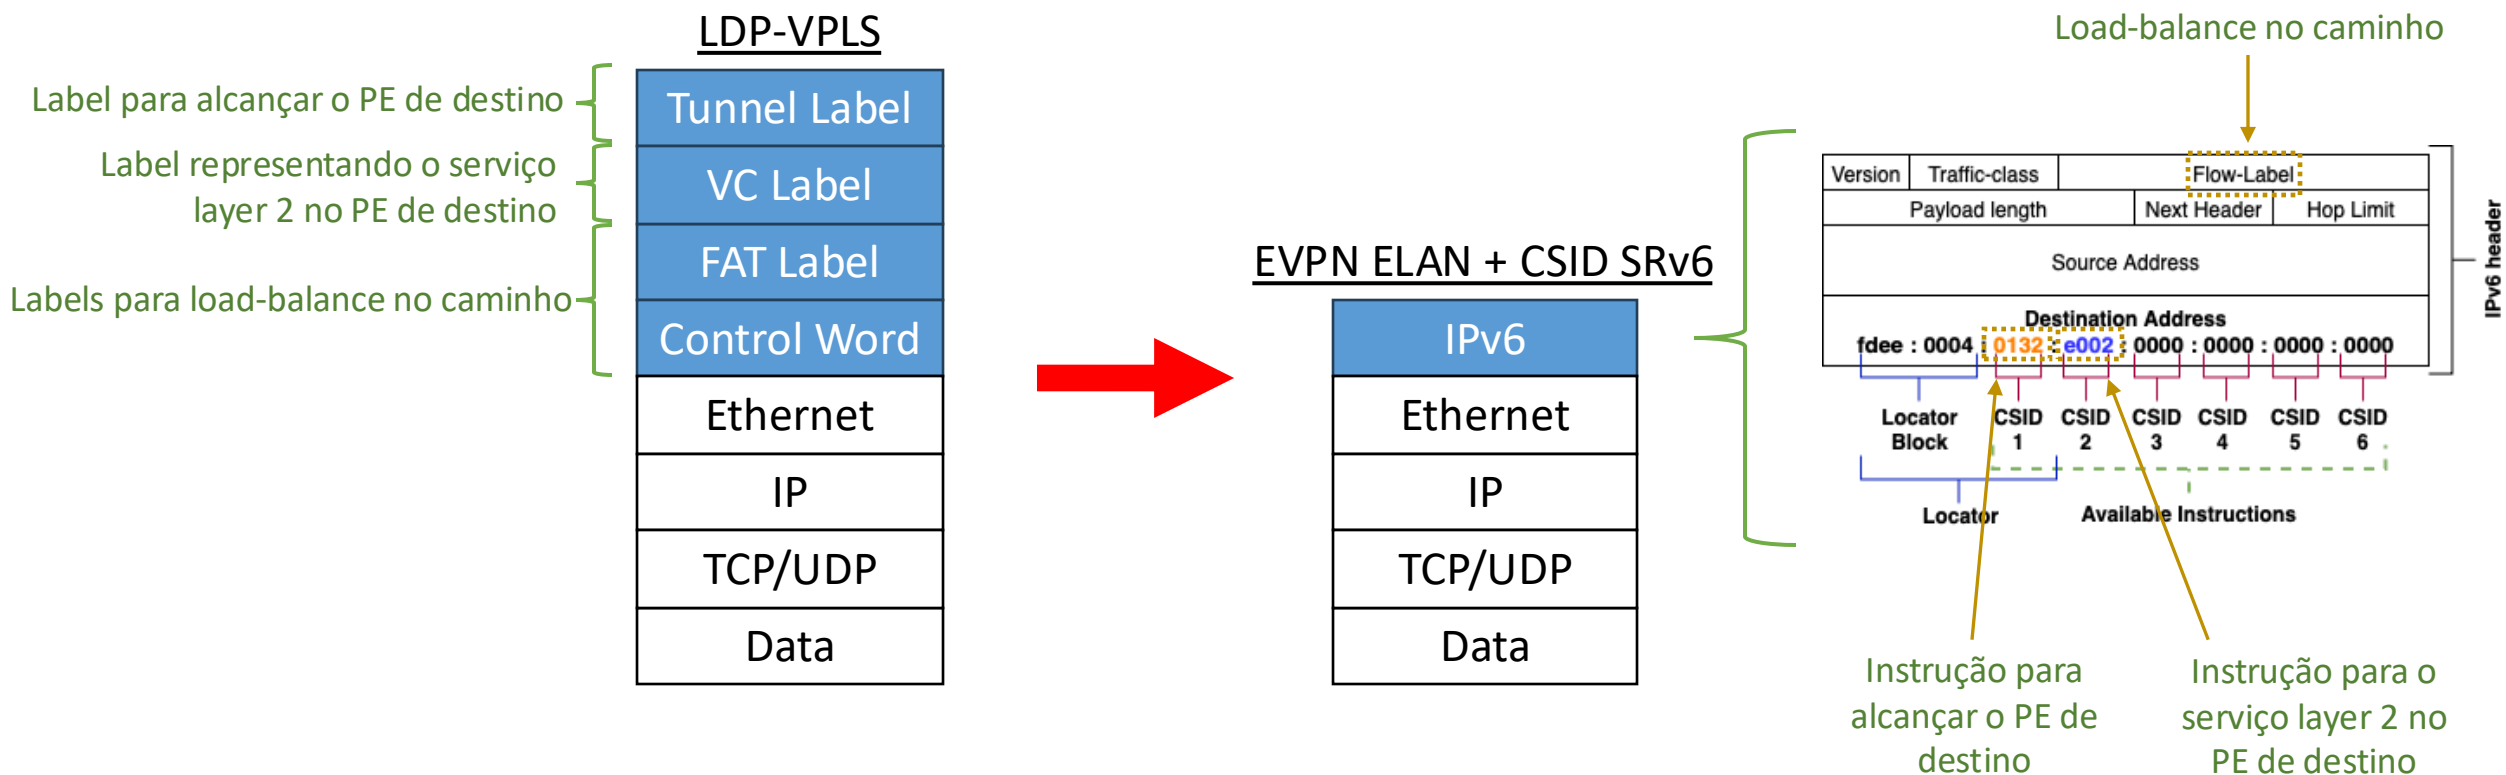 LDP-VPLS
Label para alcançar o PE de destino
Label representando o serviço
layer 2 no PE de destino
Labels para load-balance no caminho
Tunnel Label
VC Label
FAT Label
Control Word
Ethernet
IP
TCP/UDP
Data
EVPN ELAN + CSID SRv6
IPv6
Ethernet
IP
TCP/UDP
Data
Load-balance no caminho
Version Traffic-class Flow-Label
Payload length Next Header Hop Limit
Source Address
Destination Address
fdee : 0004 : 0132 : e002 : 0000 : 0000 : 0000 : 0000
IPv6 header
Locator
Block
CSID
1
CSID
2
CSID
3
CSID
4
CSID
5
CSID
6
Locator
Available Instructions
Instrução para
alcançar o PE de
destino
Instrução para o
serviço layer 2 no
PE de destino